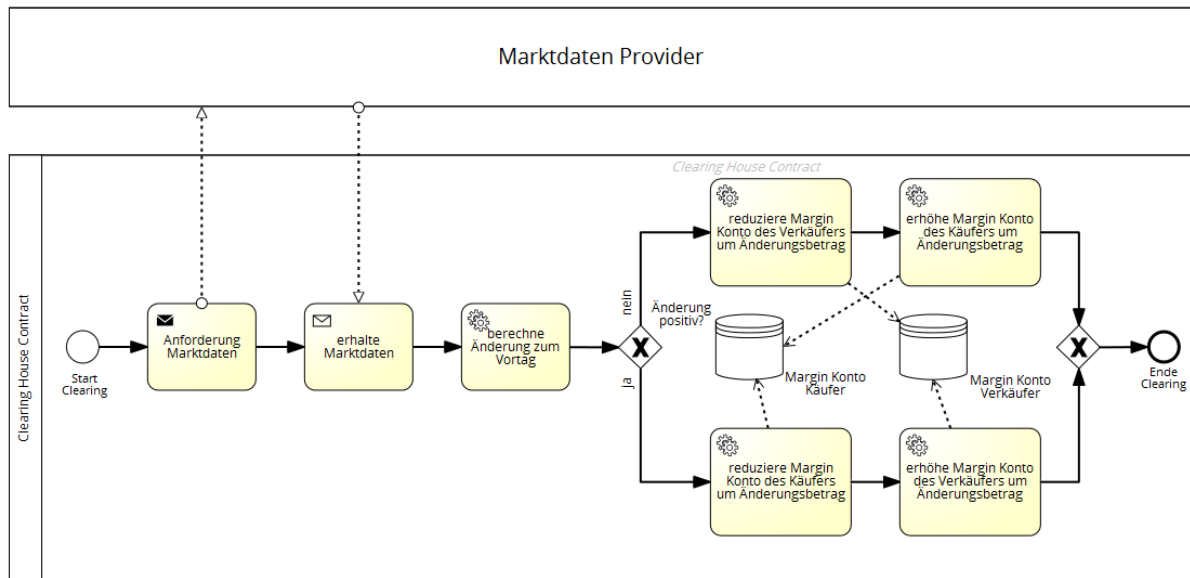 Marktdaten Provider
Clearing House Contract
Clearing House Contract
Start
Clearing
Anforderung
Marktdaten
erhalte
Marktdaten
berechne
Änderung zum
Vortag
Änderung
positiv?
nein
ja
reduziere Margin
Konto des Verkäufers
um Änderungsbetrag
erhöhe Margin Konto
des Käufers um
Änderungsbetrag
Margin Konto
Käufer
Margin Konto
Verkäufer
reduziere Margin
Konto des Käufers
um Änderungsbetrag
erhöhe Margin Konto
des Verkäufers um
Änderungsbetrag
Ende
Clearing